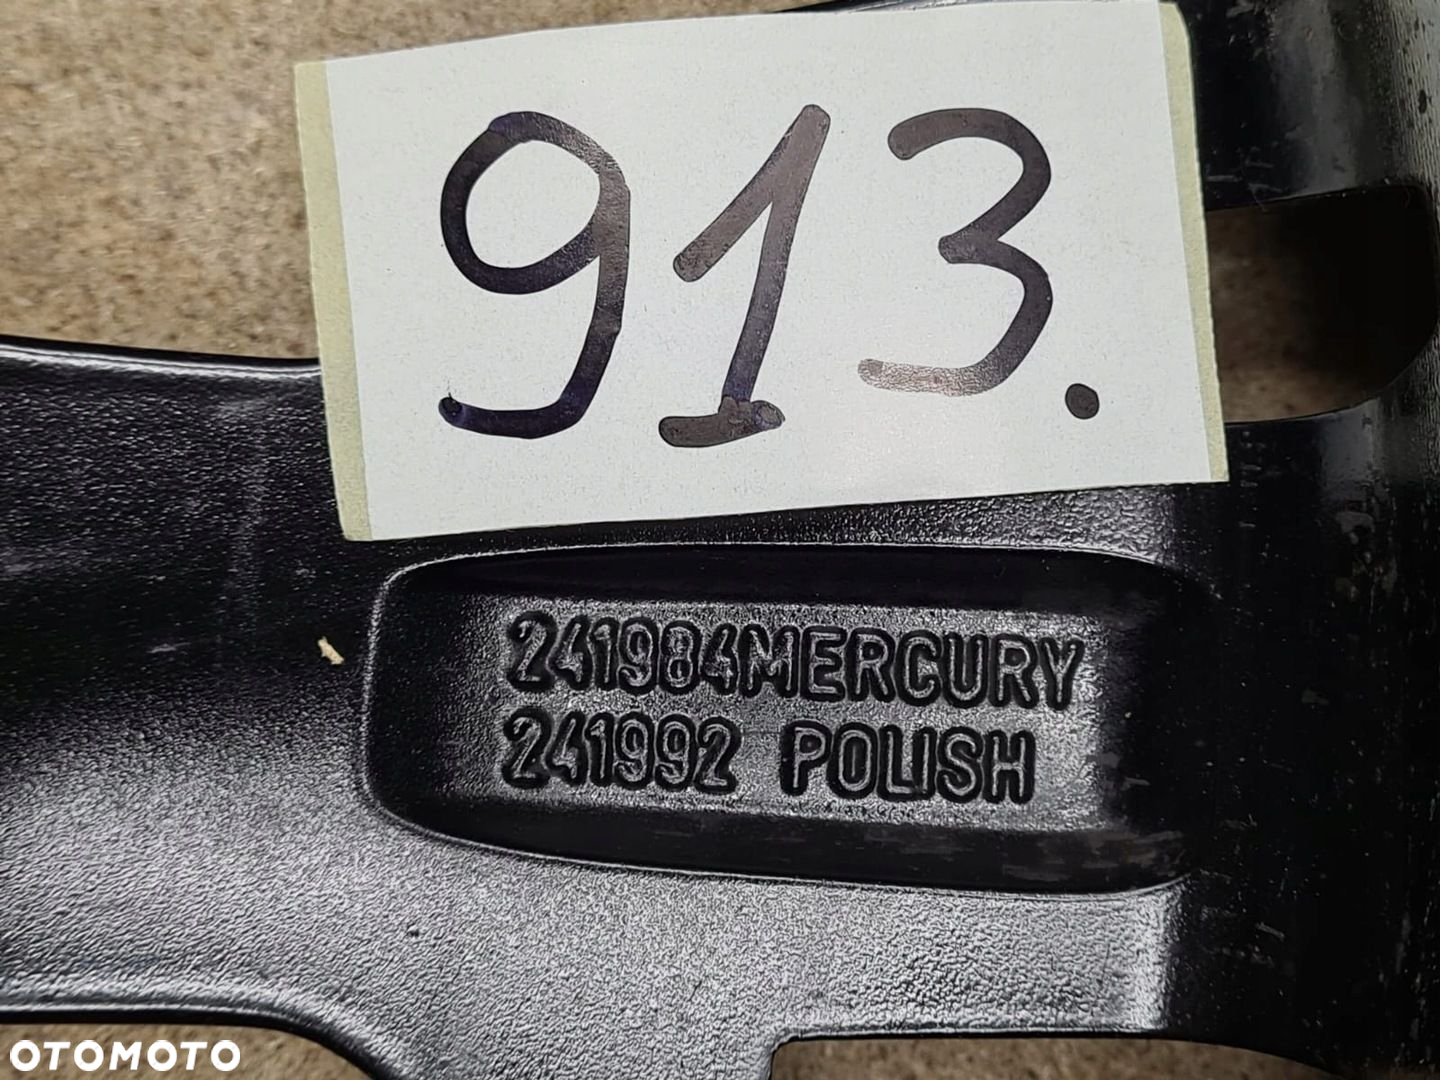 913.
241984MERCURY
241992 POLISH
OTOMOTO